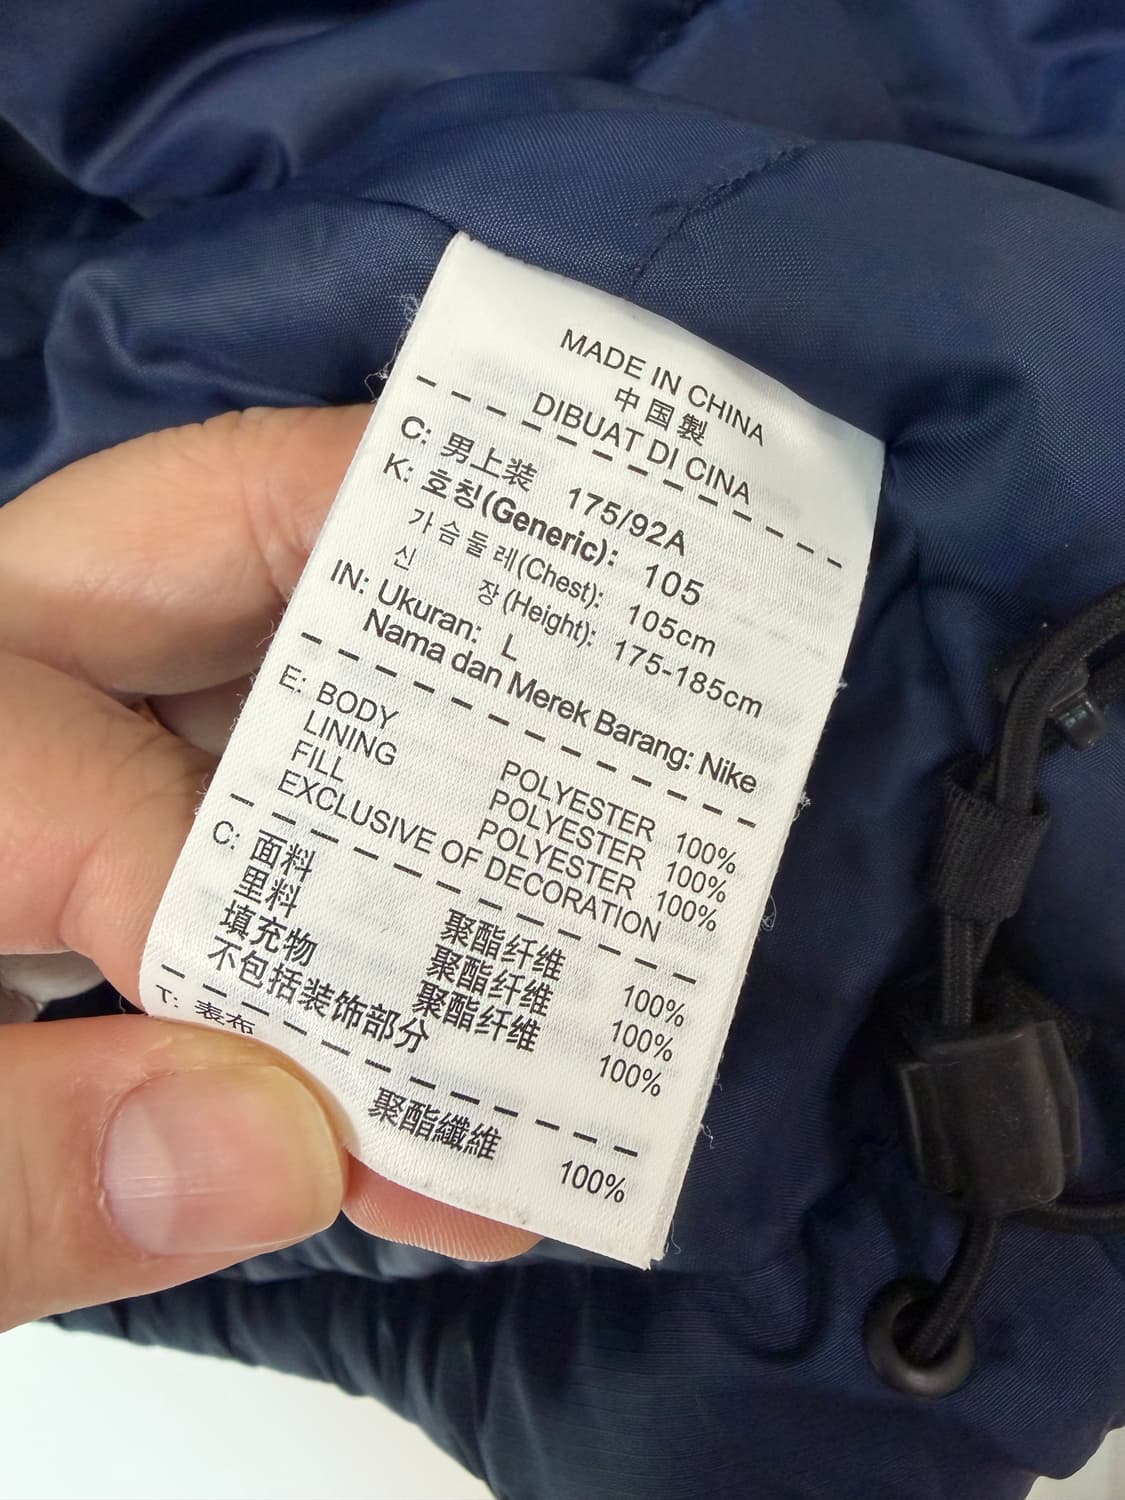 MADE IN CHINA
中国製
DIBUAT DI CINA
C: 男上装 175/92A
K: 호칭(Generic): 105
가슴둘레(Chest): 105cm
신 장(Height): 175-185cm
IN: Ukuran: L
Nama dan Merek Barang: Nike
E: BODY POLYESTER 100%
LINING POLYESTER 100%
FILL POLYESTER 100%
EXCLUSIVE OF DECORATION
C: 面料 聚酯纤维 100%
里料 聚酯纤维 100%
填充物 聚酯纤维 100%
不包括装饰部分
T: 表布 聚酯纖維 100%